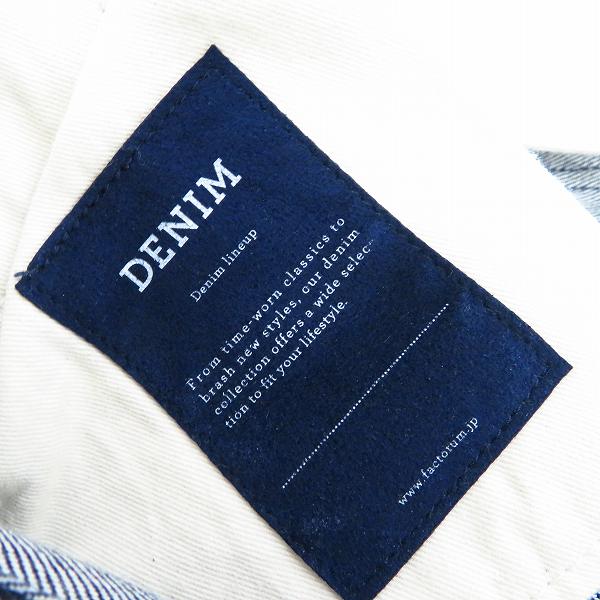 DENIM
Denim lineup
From time-worn classics to
brash new styles, our denim
collection offers a wide selec-
tion to fit your lifestyle.
www.factotum.jp